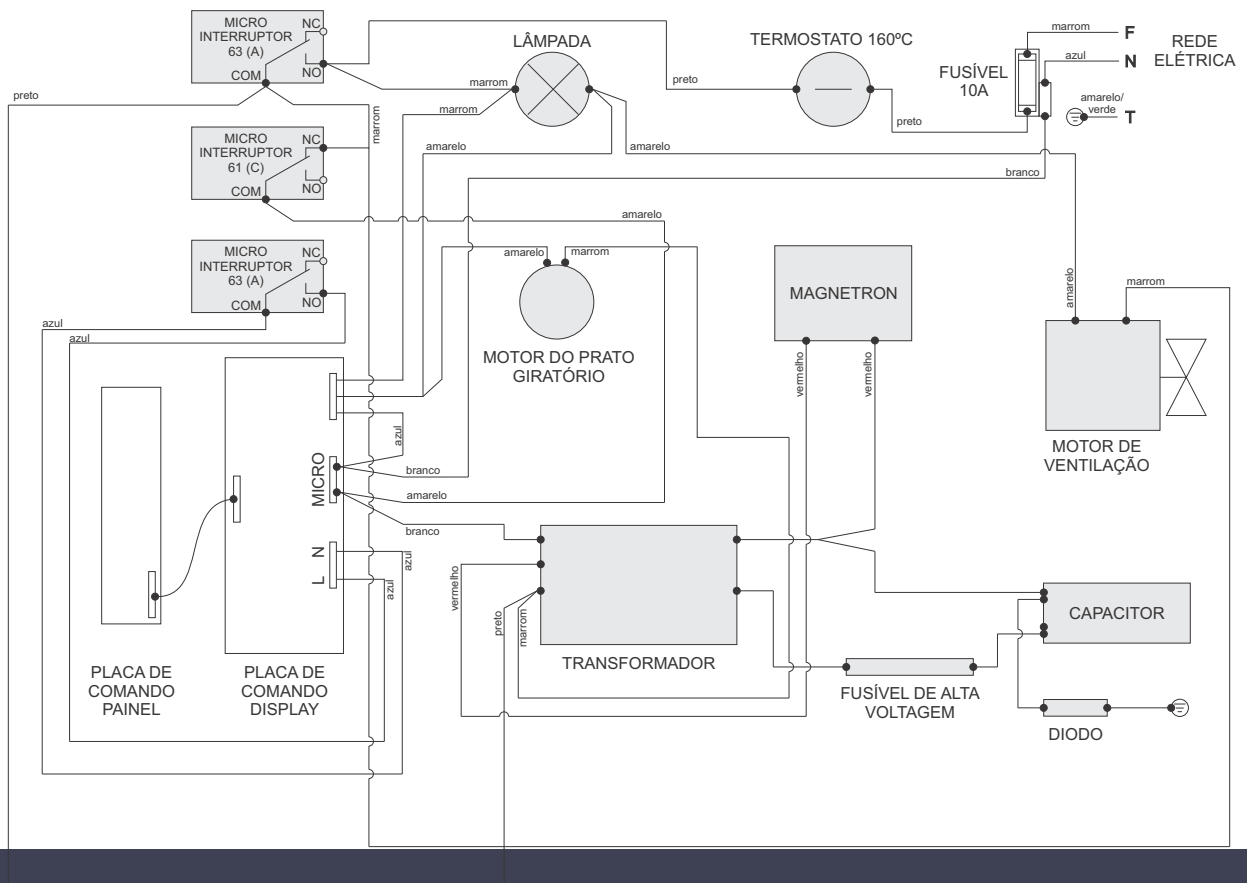 MICRO
INTERRUPTOR
63 (A)
NC
COM
NO
preto
marrom
MICRO
INTERRUPTOR
61 (C)
NC
COM
NO
MICRO
INTERRUPTOR
63 (A)
NC
COM
NO
azul
azul
LÂMPADA
marrom
marrom
amarelo
amarelo
preto
TERMOSTATO 160ºC
preto
FUSÍVEL
10A
marrom
F
azul
N
amarelo/
verde
T
REDE
ELÉTRICA
branco
amarelo
amarelo
marrom
MOTOR DO PRATO
GIRATÓRIO
MAGNETRON
vermelho
vermelho
amarelo
marrom
MOTOR DE
VENTILAÇÃO
azul
MICRO
branco
amarelo
branco
L N
azul
azul
PLACA DE
COMANDO
PAINEL
PLACA DE
COMANDO
DISPLAY
vermelho
preto
marrom
TRANSFORMADOR
CAPACITOR
FUSÍVEL DE ALTA
VOLTAGEM
DIODO